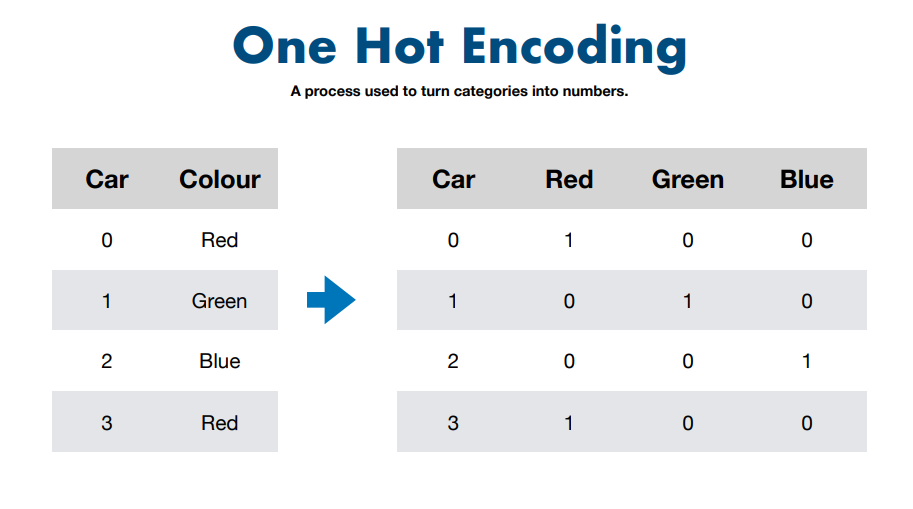 One Hot Encoding
A process used to turn categories into numbers.
Car Colour
0 Red
1 Green
2 Blue
3 Red
Car Red Green Blue
0 1 0 0
1 0 1 0
2 0 0 1
3 1 0 0